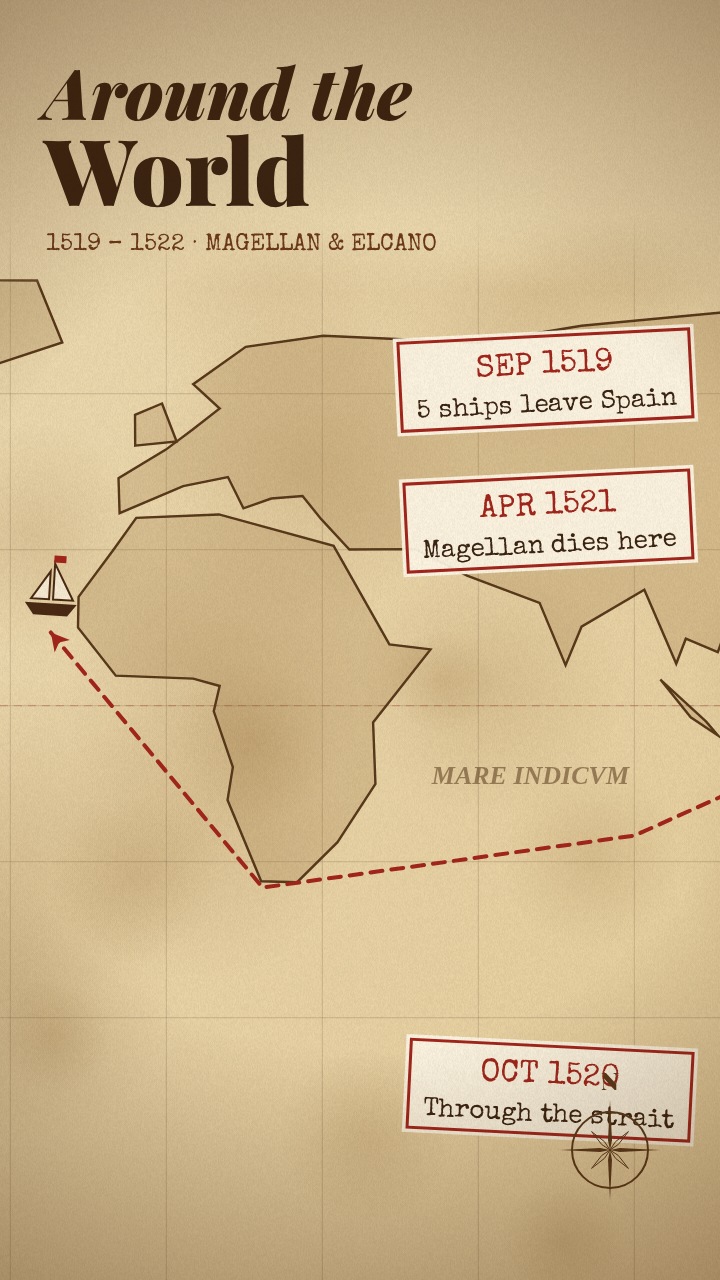 Around the
World
1519 – 1522 · MAGELLAN & ELCANO
SEP 1519
5 ships leave Spain
APR 1521
Magellan dies here
MARE INDICVM
OCT 1520
N
Through the strait